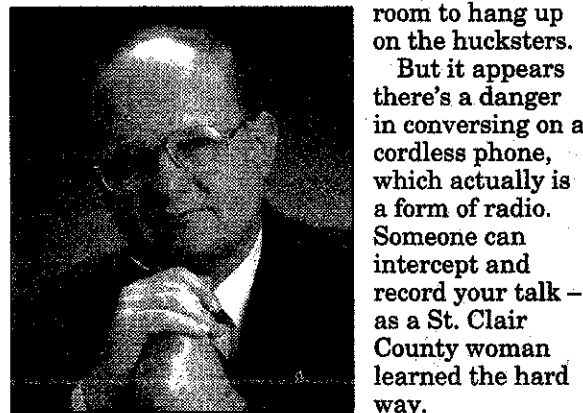 room to hang up
on the hucksters.
But it appears
there's a danger
in conversing on a
cordless phone,
which actually is
a form of radio.
Someone can
intercept and
record your talk –
as a St. Clair
County woman
learned the hard
way.